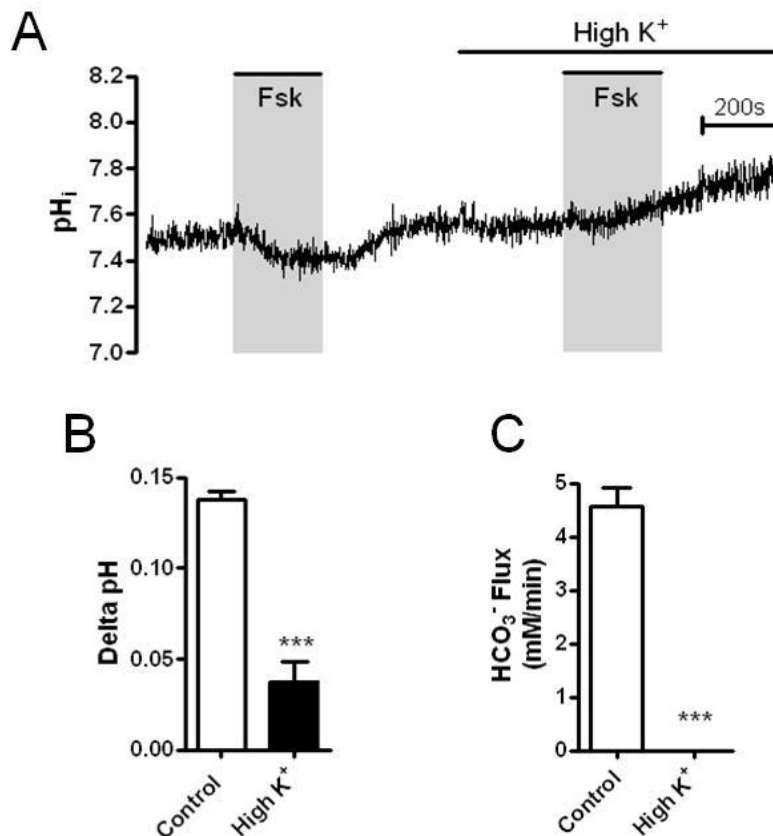 A
High K⁺
Fsk
Fsk
200s
8.2
8.0
7.8
7.6
7.4
7.2
7.0
pHᵢ
B
0.15
0.10
0.05
0.00
Delta pH
***
Control
High K⁺
C
5
4
3
2
1
0
HCO₃⁻ Flux
(mM/min)
***
Control
High K⁺